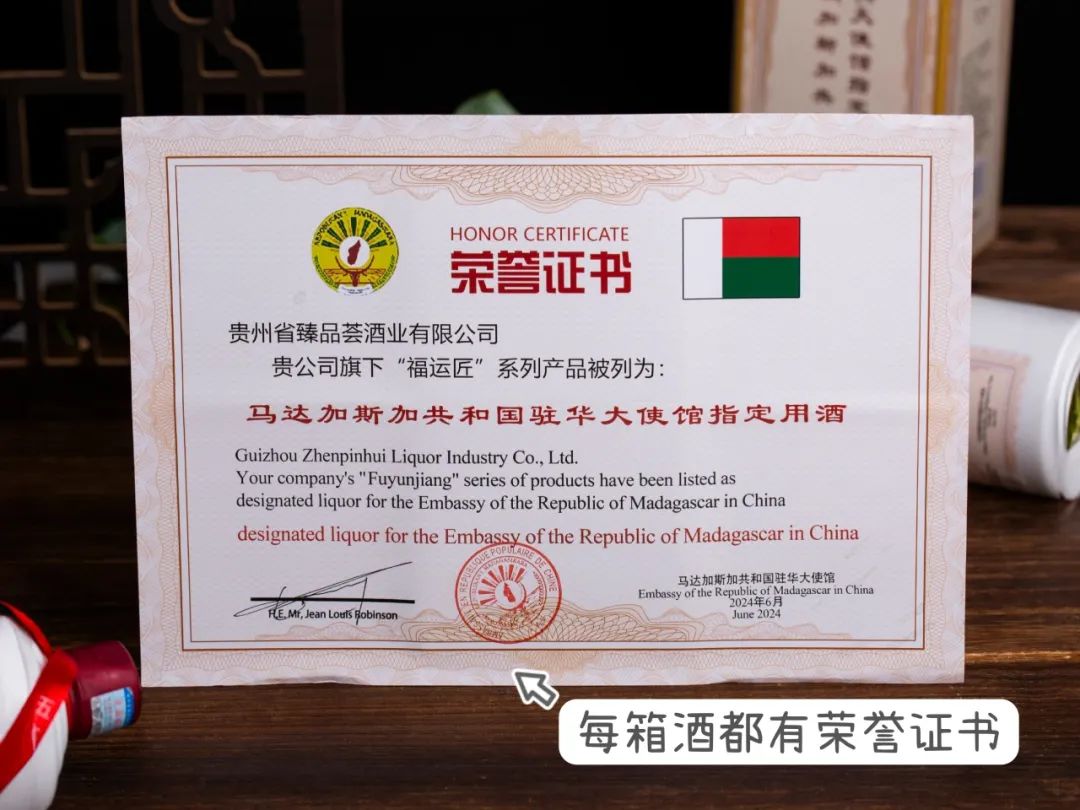 HONOR CERTIFICATE
荣誉证书
贵州省臻品荟酒业有限公司
贵公司旗下“福运匠”系列产品被列为：
马达加斯加共和国驻华大使馆指定用酒
Guizhou Zhenpinhui Liquor Industry Co., Ltd.
Your company's "Fuyunjiang" series of products have been listed as
designated liquor for the Embassy of the Republic of Madagascar in China
designated liquor for the Embassy of the Republic of Madagascar in China
H.E. Mr, Jean Louis Robinson
EN REPUBLIQUE POPULAIRE DE CHINE
马达加斯加共和国驻华大使馆
Embassy of the Republic of Madagascar in China
2024年6月
June 2024
每箱酒都有荣誉证书